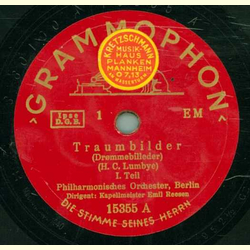 GRAMMOPHON
KRETZSCHMANN
MUSIK-
HAUS
PLANKEN
MANNHEIM
O 7,13
1
EM
Traumbilder
(Drømmebilleder)
(H. C. Lumbye)
I. Teil
Philharmonisches Orchester, Berlin
Dirigent: Kapellmeister Emil Reesen
15355 A
DIE STIMME SEINES HERRN